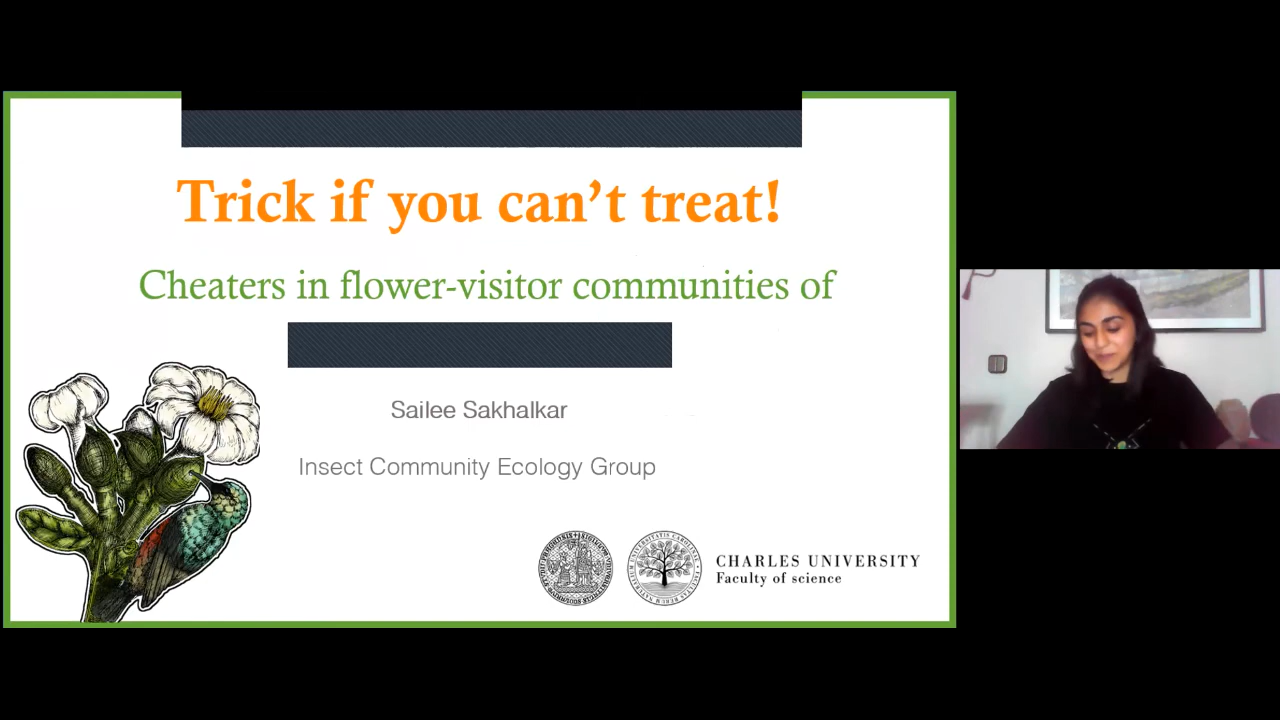 Trick if you can’t treat!
Cheaters in flower-visitor communities of
Sailee Sakhalkar
Insect Community Ecology Group
CHARLES UNIVERSITY
Faculty of science